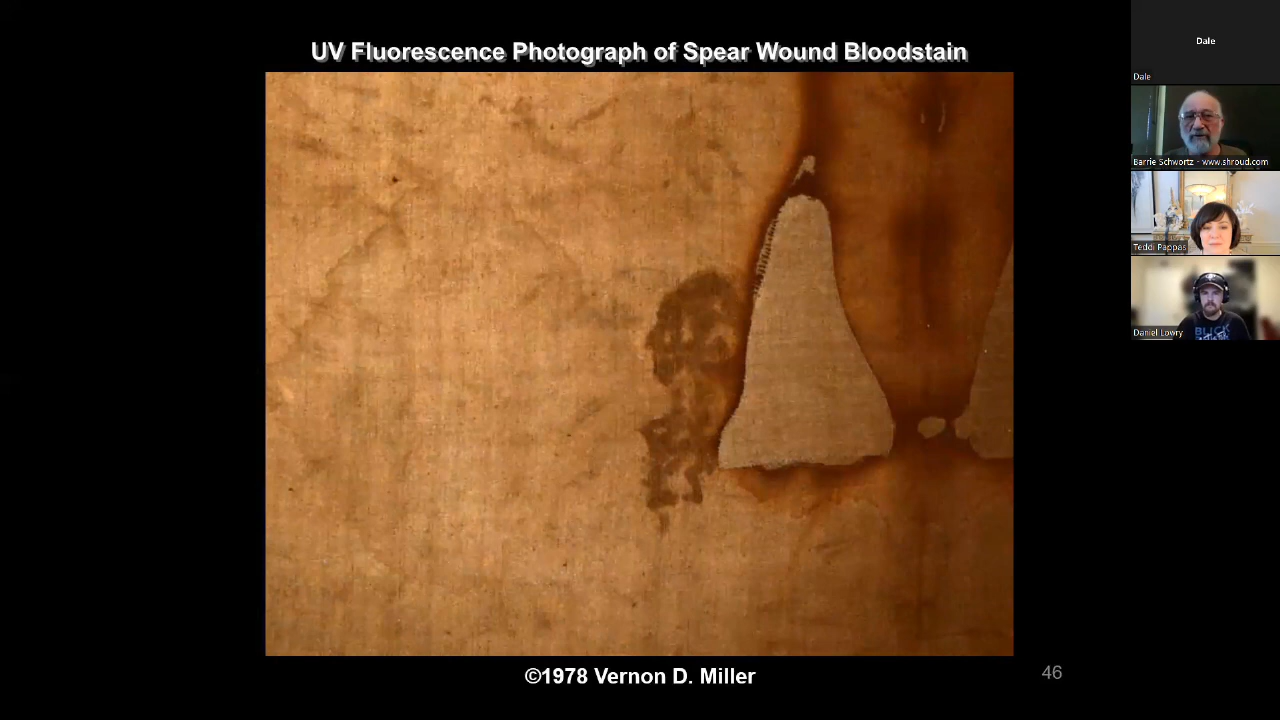 UV Fluorescence Photograph of Spear Wound Bloodstain
©1978 Vernon D. Miller
46
Dale
Dale
Barrie Schwortz - www.shroud.com
Teddi Pappas
Daniel Lowry
BLICK